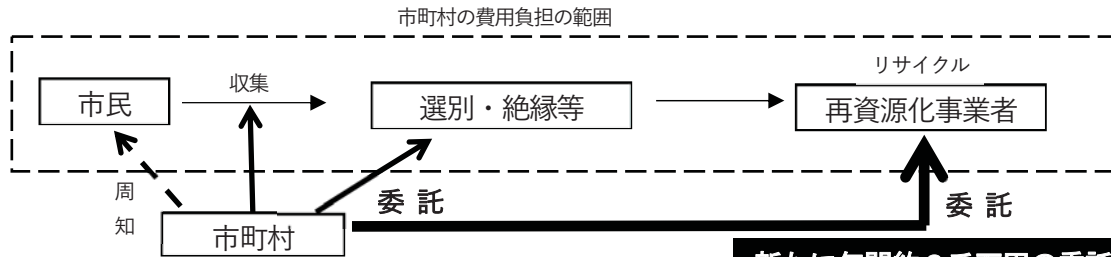 市町村の費用負担の範囲
リサイクル
市民
収集
選別・絶縁等
再資源化事業者
周知
委 託
委 託
市町村